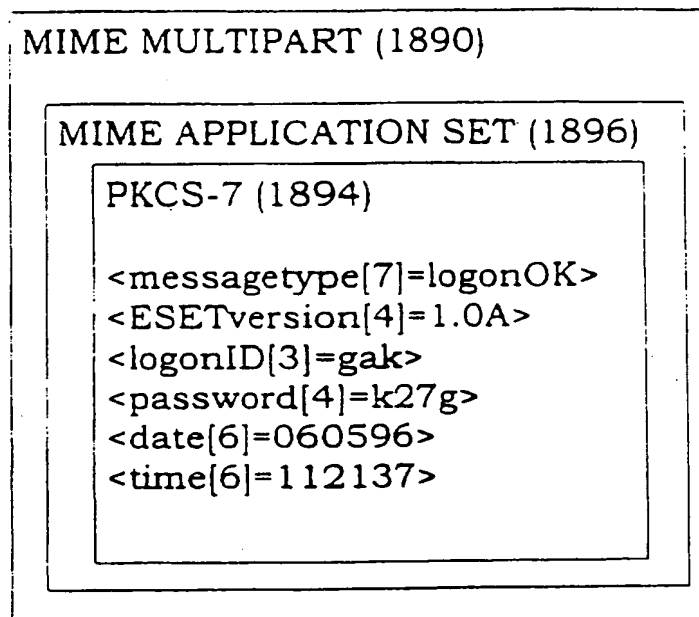 MIME MULTIPART (1890)
MIME APPLICATION SET (1896)
PKCS-7 (1894)
<messagetype[7]=logonOK>
<ESETversion[4]=1.0A>
<logonID[3]=gak>
<password[4]=k27g>
<date[6]=060596>
<time[6]=112137>